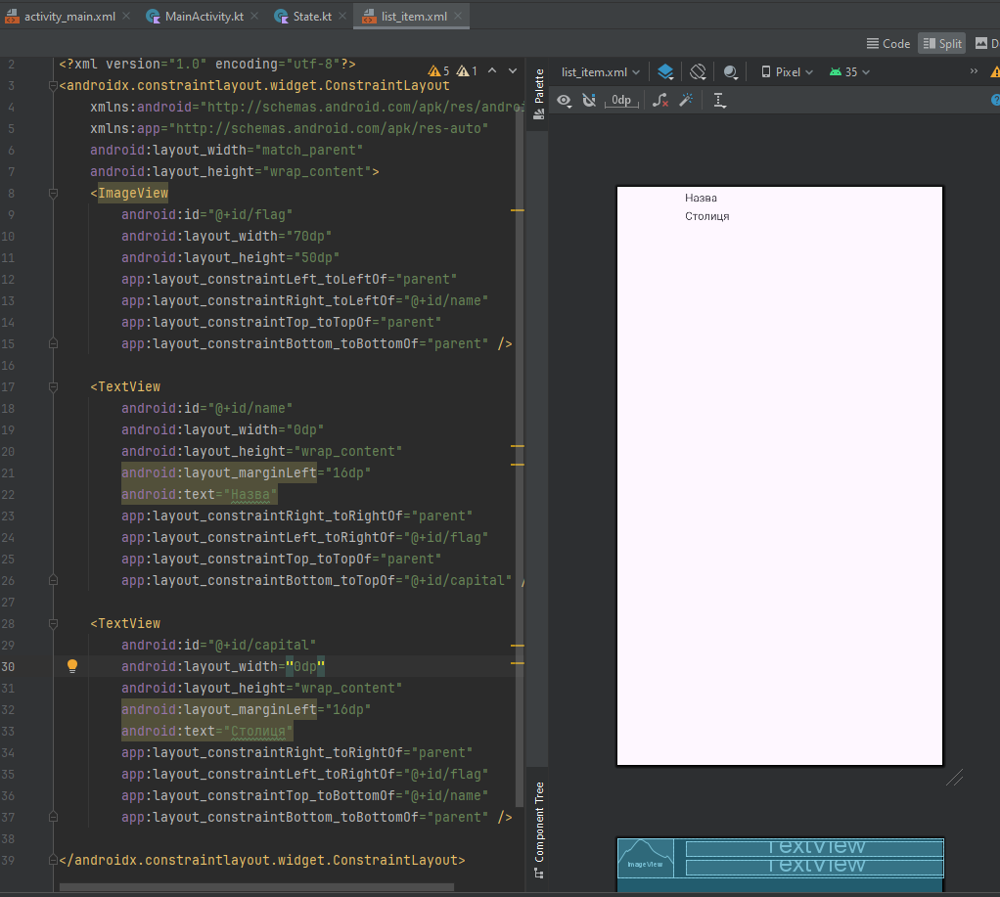 activity_main.xml
MainActivity.kt
State.kt
list_item.xml
Code
Split
D
2 <?xml version="1.0" encoding="utf-8"?>
5 1
3 <androidx.constraintlayout.widget.ConstraintLayout
4 xmlns:android="http://schemas.android.com/apk/res/androi
5 xmlns:app="http://schemas.android.com/apk/res-auto"
6 android:layout_width="match_parent"
7 android:layout_height="wrap_content">
8 <ImageView
9 android:id="@+id/flag"
10 android:layout_width="70dp"
11 android:layout_height="50dp"
12 app:layout_constraintLeft_toLeftOf="parent"
13 app:layout_constraintRight_toLeftOf="@+id/name"
14 app:layout_constraintTop_toTopOf="parent"
15 app:layout_constraintBottom_toBottomOf="parent" />
16
17 <TextView
18 android:id="@+id/name"
19 android:layout_width="0dp"
20 android:layout_height="wrap_content"
21 android:layout_marginLeft="16dp"
22 android:text="Назва"
23 app:layout_constraintRight_toRightOf="parent"
24 app:layout_constraintLeft_toRightOf="@+id/flag"
25 app:layout_constraintTop_toTopOf="parent"
26 app:layout_constraintBottom_toTopOf="@+id/capital" /
27
28 <TextView
29 android:id="@+id/capital"
30 android:layout_width="0dp"
31 android:layout_height="wrap_content"
32 android:layout_marginLeft="16dp"
33 android:text="Столиця"
34 app:layout_constraintRight_toRightOf="parent"
35 app:layout_constraintLeft_toRightOf="@+id/flag"
36 app:layout_constraintTop_toBottomOf="@+id/name"
37 app:layout_constraintBottom_toBottomOf="parent" />
38
39 </androidx.constraintlayout.widget.ConstraintLayout>
Palette
Component Tree
list_item.xml
Pixel
35
»
0dp
Назва
Столиця
ImageView
TextView
TextView